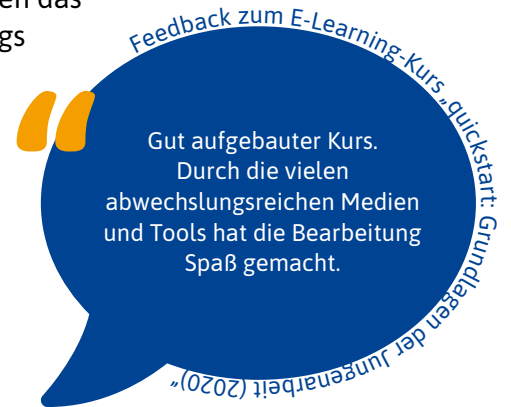 en das
gs
Feedback zum E-Learning-Kurs „quickstart: Grundlagen der Jungenarbeit (2020)“
Gut aufgebauter Kurs.
Durch die vielen
abwechslungsreichen Medien
und Tools hat die Bearbeitung
Spaß gemacht.